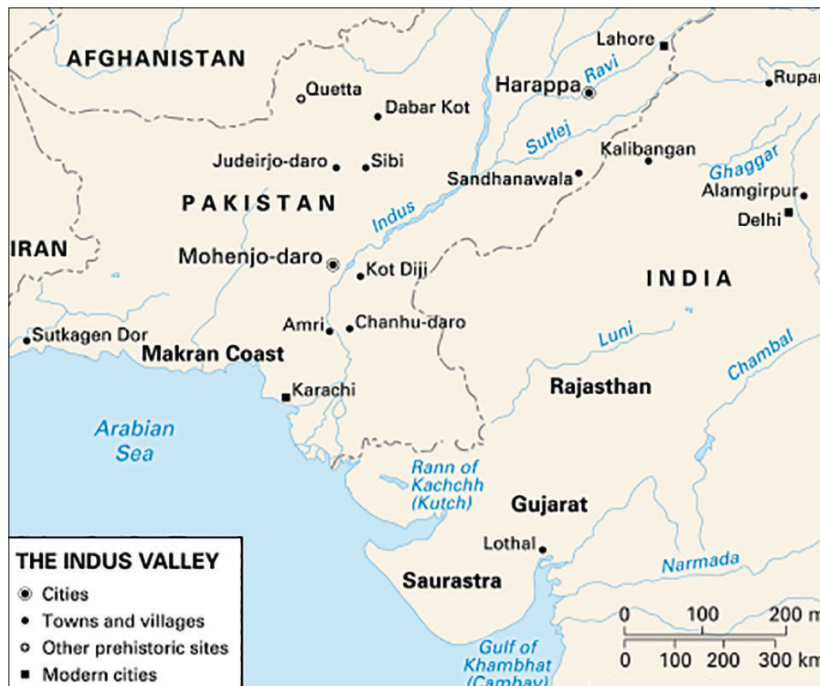 AFGHANISTAN
Lahore
Ravi
Harappa
Rupar
Quetta
Dabar Kot
Sutlej
Kalibangan
Ghaggar
Judeirjo-daro
Sibi
Sandhanawala
Alamgirpur
Delhi
PAKISTAN
Indus
IRAN
Mohenjo-daro
Kot Diji
INDIA
Sutkagen Dor
Amri
Chanhu-daro
Luni
Chambal
Makran Coast
Rajasthan
Karachi
Arabian
Sea
Rann of
Kachchh
(Kutch)
Gujarat
Lothal
Narmada
Saurastra
Gulf of
Khambhat
(Cambay)
THE INDUS VALLEY
Cities
Towns and villages
Other prehistoric sites
Modern cities
0 100 200 m
0 100 200 300 km